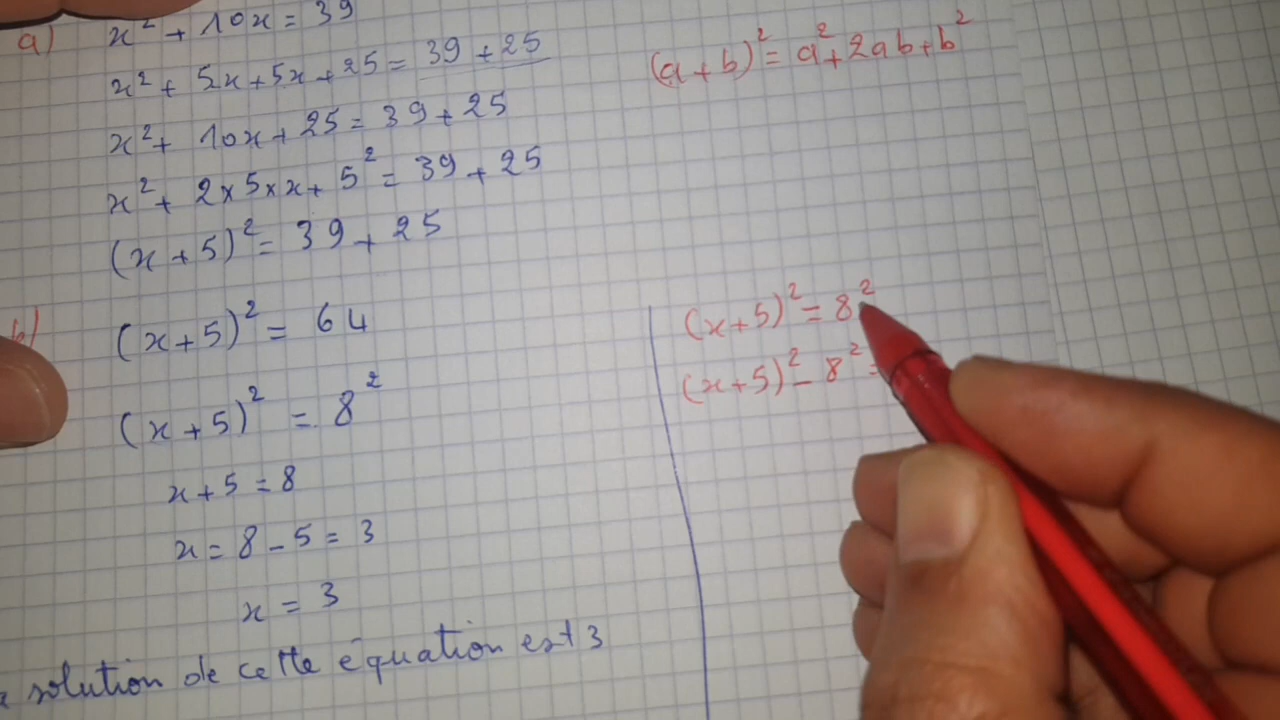 a) x² + 10x = 39
x² + 5x + 5x + 25 = 39 + 25
x² + 10x + 25 = 39 + 25
x² + 2 × 5 × x + 5² = 39 + 25
(x + 5)² = 39 + 25
(a + b)² = a² + 2ab + b²
b) (x + 5)² = 64
(x + 5)² = 8²
x + 5 = 8
x = 8 - 5 = 3
x = 3
solution de cette équation est 3
(x + 5)² = 8²
(x + 5)² - 8² =